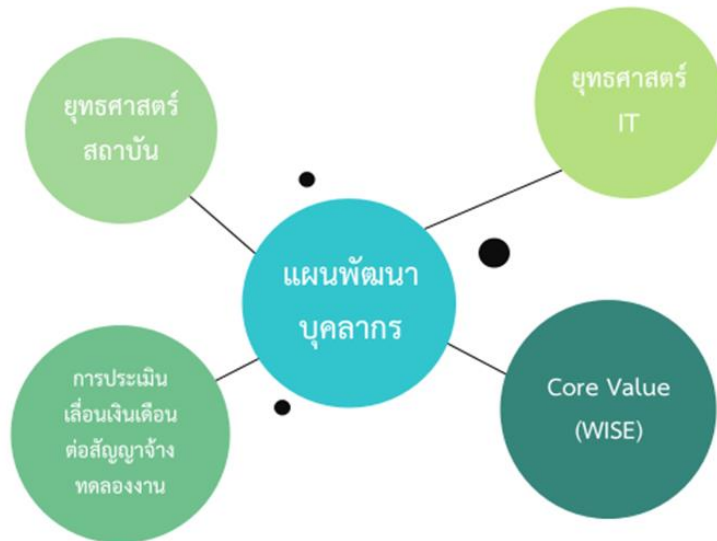 ยุทธศาสตร์
สถาบัน
ยุทธศาสตร์
IT
แผนพัฒนา
บุคลากร
การประเมิน
เลื่อนเงินเดือน
ต่อสัญญาจ้าง
ทดลองงาน
Core Value
(WISE)